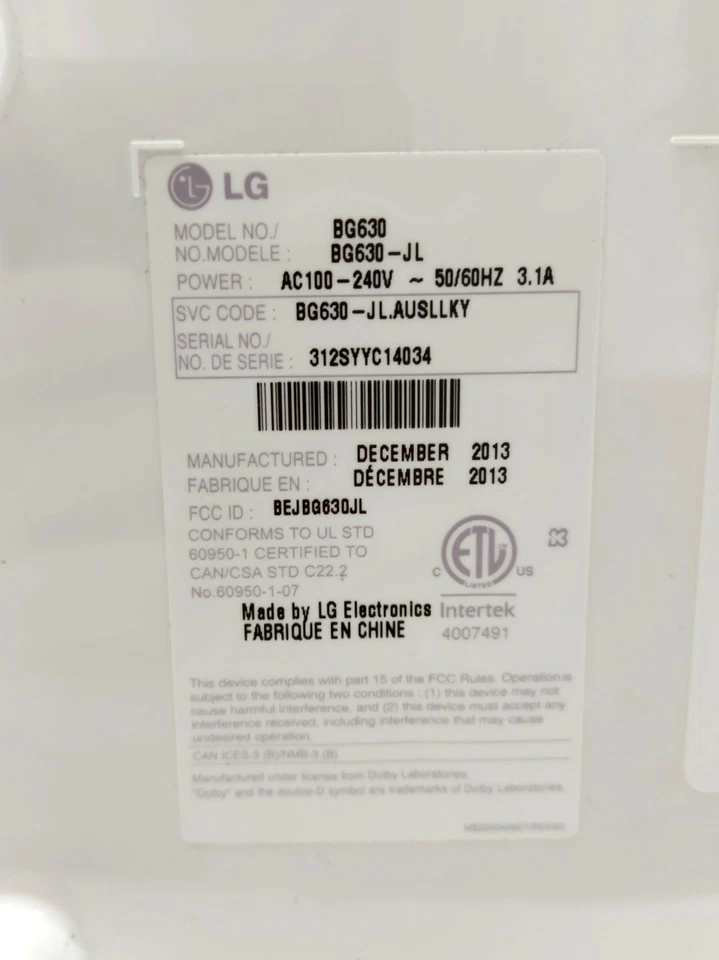 LG
MODEL NO./ BG630
NO.MODELE : BG630-JL
POWER : AC100-240V ~ 50/60HZ 3.1A
SVC CODE : BG630-JL.AUSLLKY
SERIAL NO./
NO. DE SERIE : 312SYYC14034
MANUFACTURED : DECEMBER 2013
FABRIQUE EN : DÉCEMBRE 2013
FCC ID : BEJBG630JL
CONFORMS TO UL STD
60950-1 CERTIFIED TO
CAN/CSA STD C22.2
No.60950-1-07
ETL
LISTED
C US
Intertek
4007491
Made by LG Electronics
FABRIQUE EN CHINE
This device complies with part 15 of the FCC Rules. Operation is
subject to the following two conditions : (1) this device may not
cause harmful interference, and (2) this device must accept any
interference received, including interference that may cause
undesired operation.
CAN ICES-3 (B)/NMB-3 (B)
Manufactured under license from Dolby Laboratories.
"Dolby" and the double-D symbol are trademarks of Dolby Laboratories.